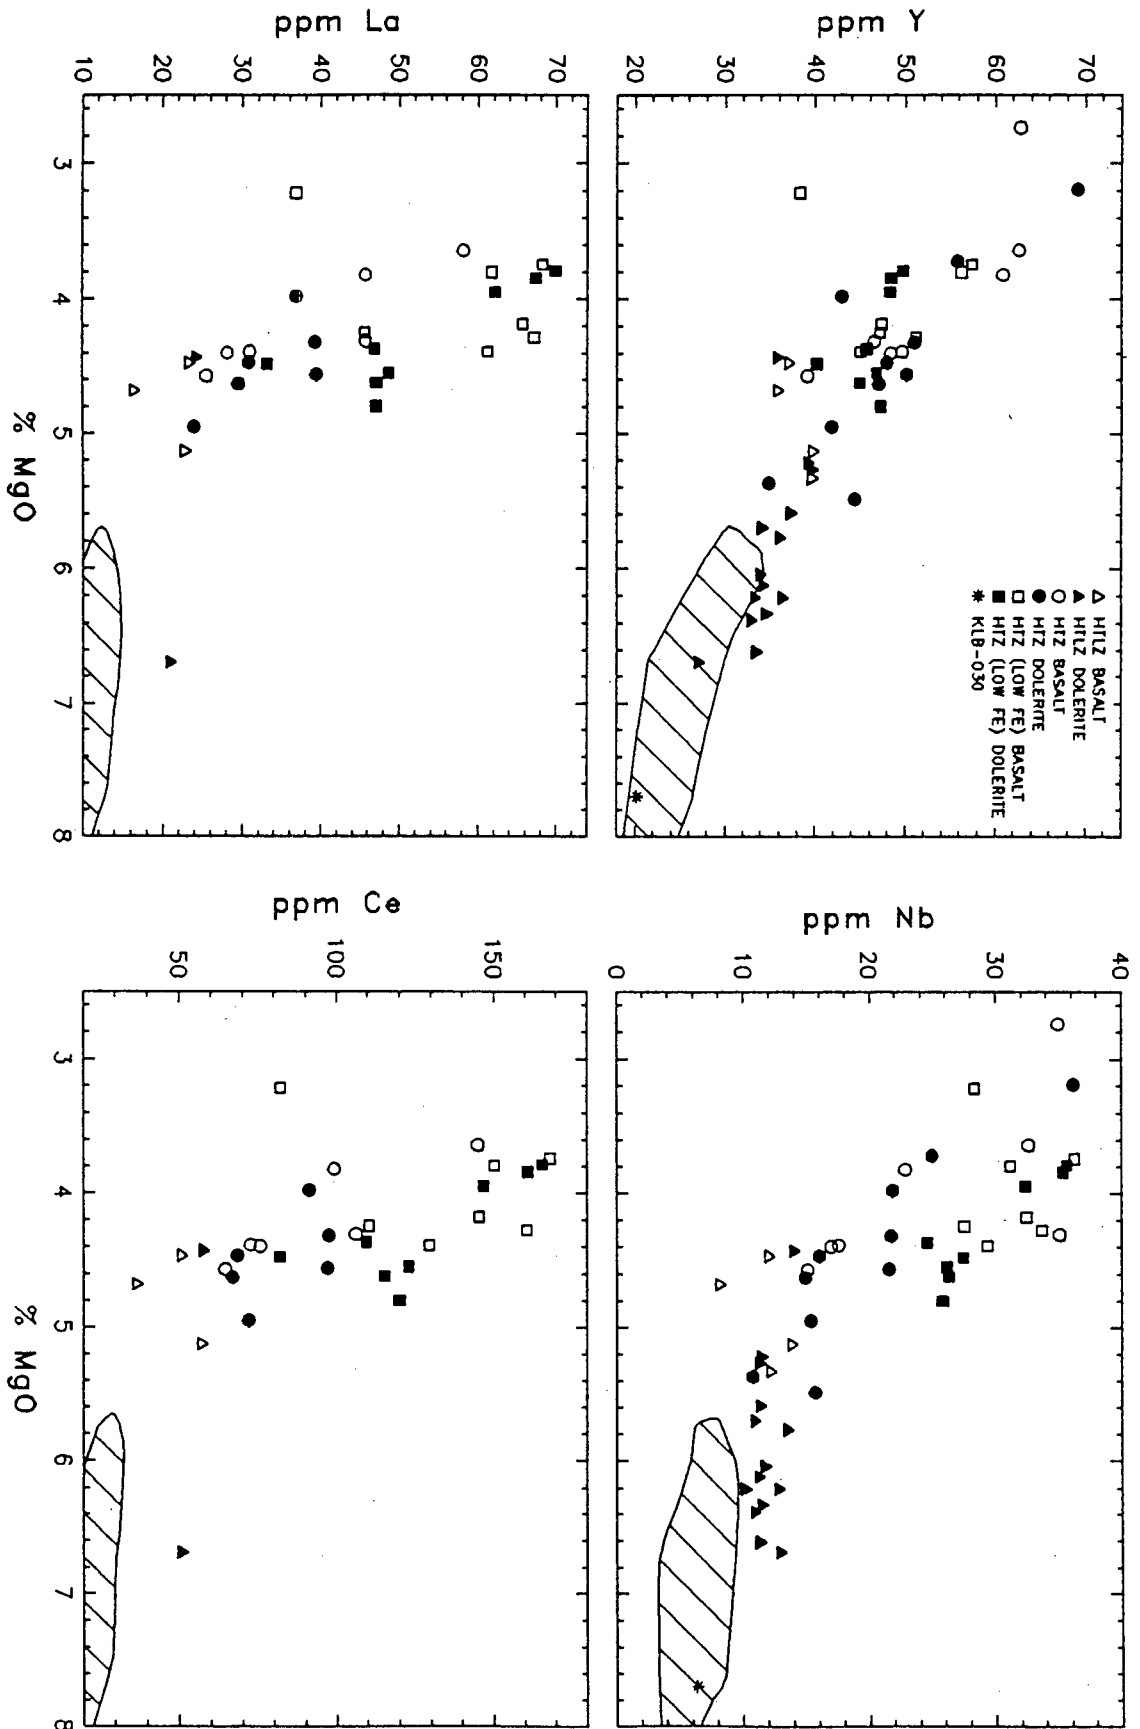 ppm Y
20 30 40 50 60 70
△ HTLZ BASALT
▲ HTLZ DOLERITE
○ HTZ BASALT
● HTZ DOLERITE
□ HTZ (LOW FE) BASALT
■ HTZ (LOW FE) DOLERITE
✱ KLB-030
ppm Nb
0 10 20 30 40
ppm La
10 20 30 40 50 60 70
3 4 5 6 7 8
% MgO
ppm Ce
50 100 150
3 4 5 6 7 8
% MgO